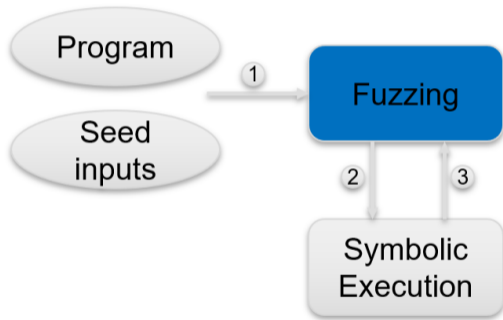 Program
1
Fuzzing
Seed
inputs
2
3
Symbolic
Execution